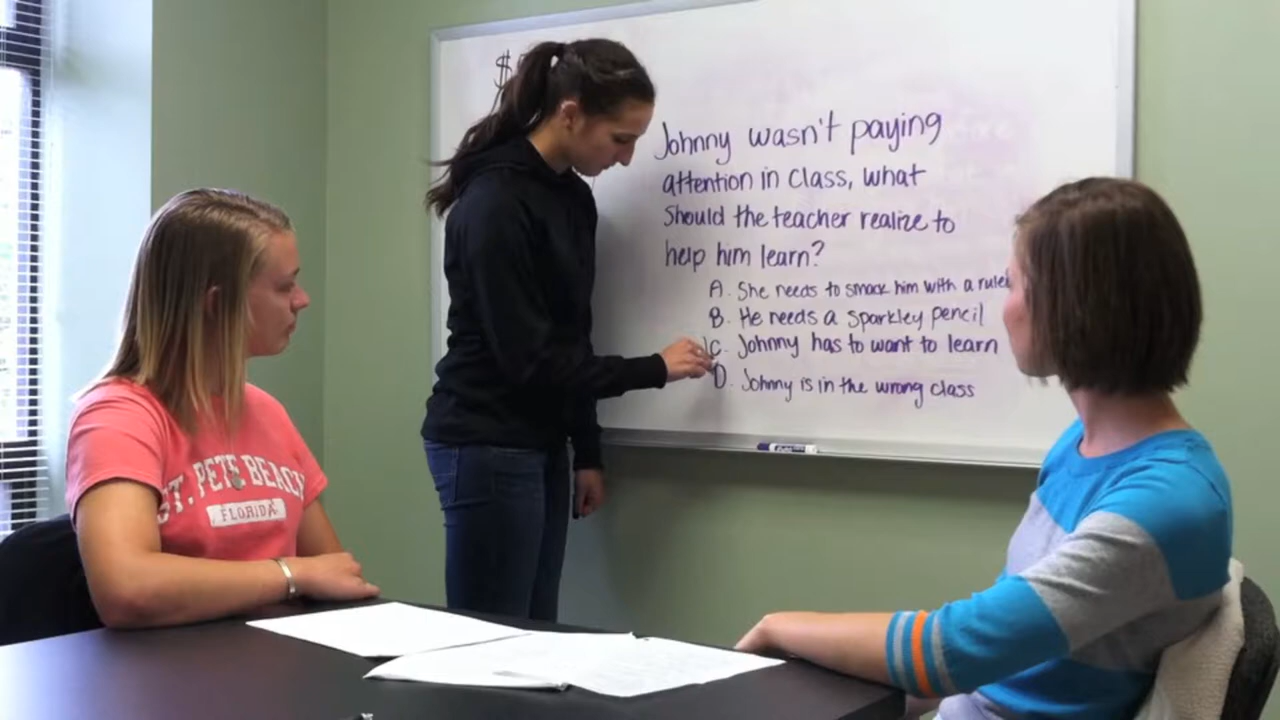 $
Johnny wasn't paying
attention in class, what
should the teacher realize to
help him learn?
A. She needs to smack him with a ruler
B. He needs a sparkley pencil
C. Johnny has to want to learn
D. Johnny is in the wrong class
ST. PETE BEACH
FLORIDA